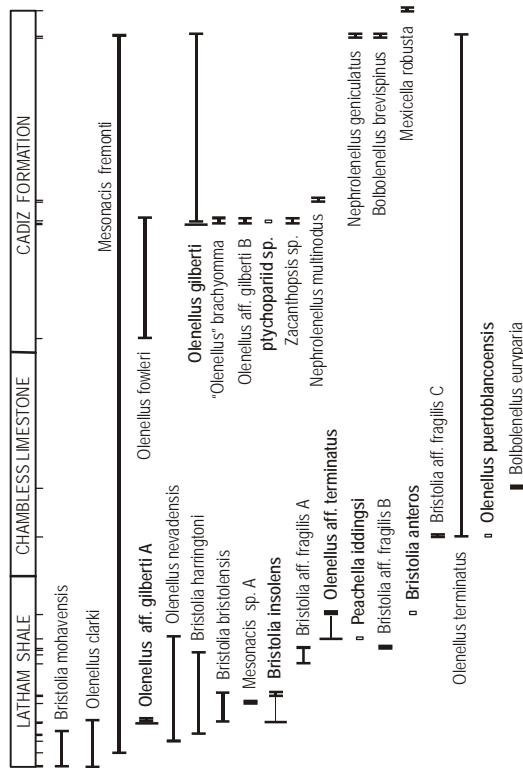 LATHAM SHALE
CHAMBLESS LIMESTONE
CADIZ FORMATION
Bristolia mohavensis
Olenellus clarki
Mesonacis fremonti
Olenellus aff. gilberti A
Olenellus fowleri
Olenellus nevadensis
Bristolia harringtoni
Olenellus gilberti
Bristolia bristolensis
"Olenellus" brachyomma
Mesonacis sp. A
Olenellus aff. gilberti B
Bristolia insolens
ptychopariid sp.
Zacanthopsis sp.
Bristolia aff. fragilis A
Nephrolenellus multinodus
Olenellus aff. terminatus
Peachella iddingsi
Nephrolenellus geniculatus
Bristolia aff. fragilis B
Bolbolenellus brevispinus
Bristolia anteros
Mexicella robusta
Bristolia aff. fragilis C
Olenellus terminatus
Olenellus puertoblancoensis
Bolbolenellus euryparia